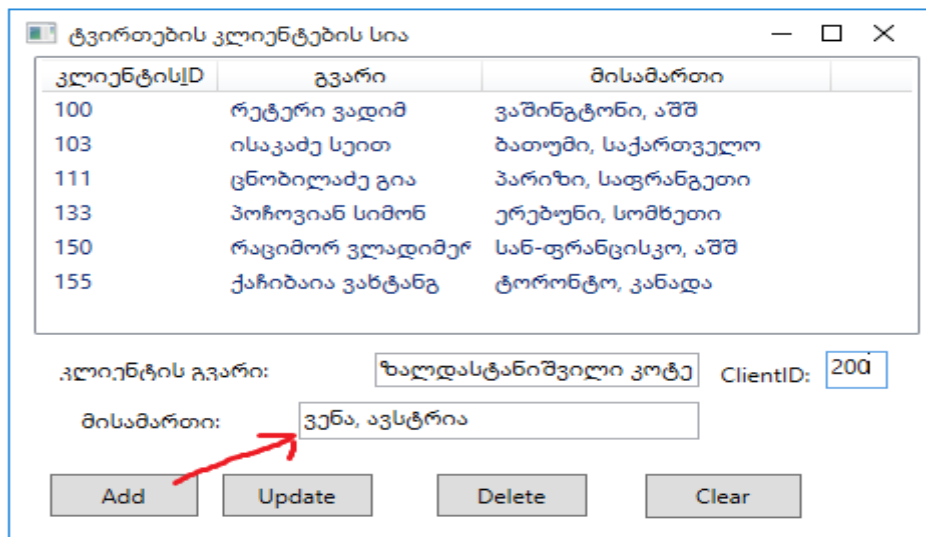 ტვირთების კლიენტების სია
კლიენტისID გვარი მისამართი
100 რეტერი ვადიმ ვაშინგტონი, აშშ
103 ისაკაძე სეით ბათუმი, საქართველო
111 ცნობილაძე გია პარიზი, საფრანგეთი
133 პოჩოვიან სიმონ ერებუნი, სომხეთი
150 რაციმორ ვლადიმერ სან-ფრანცისკო, აშშ
155 ქაჩიბაია ვახტანგ ტორონტო, კანადა
კლიენტის გვარი: ზალდასტანიშვილი კოტე ClientID: 200
მისამართი: ვენა, ავსტრია
Add Update Delete Clear